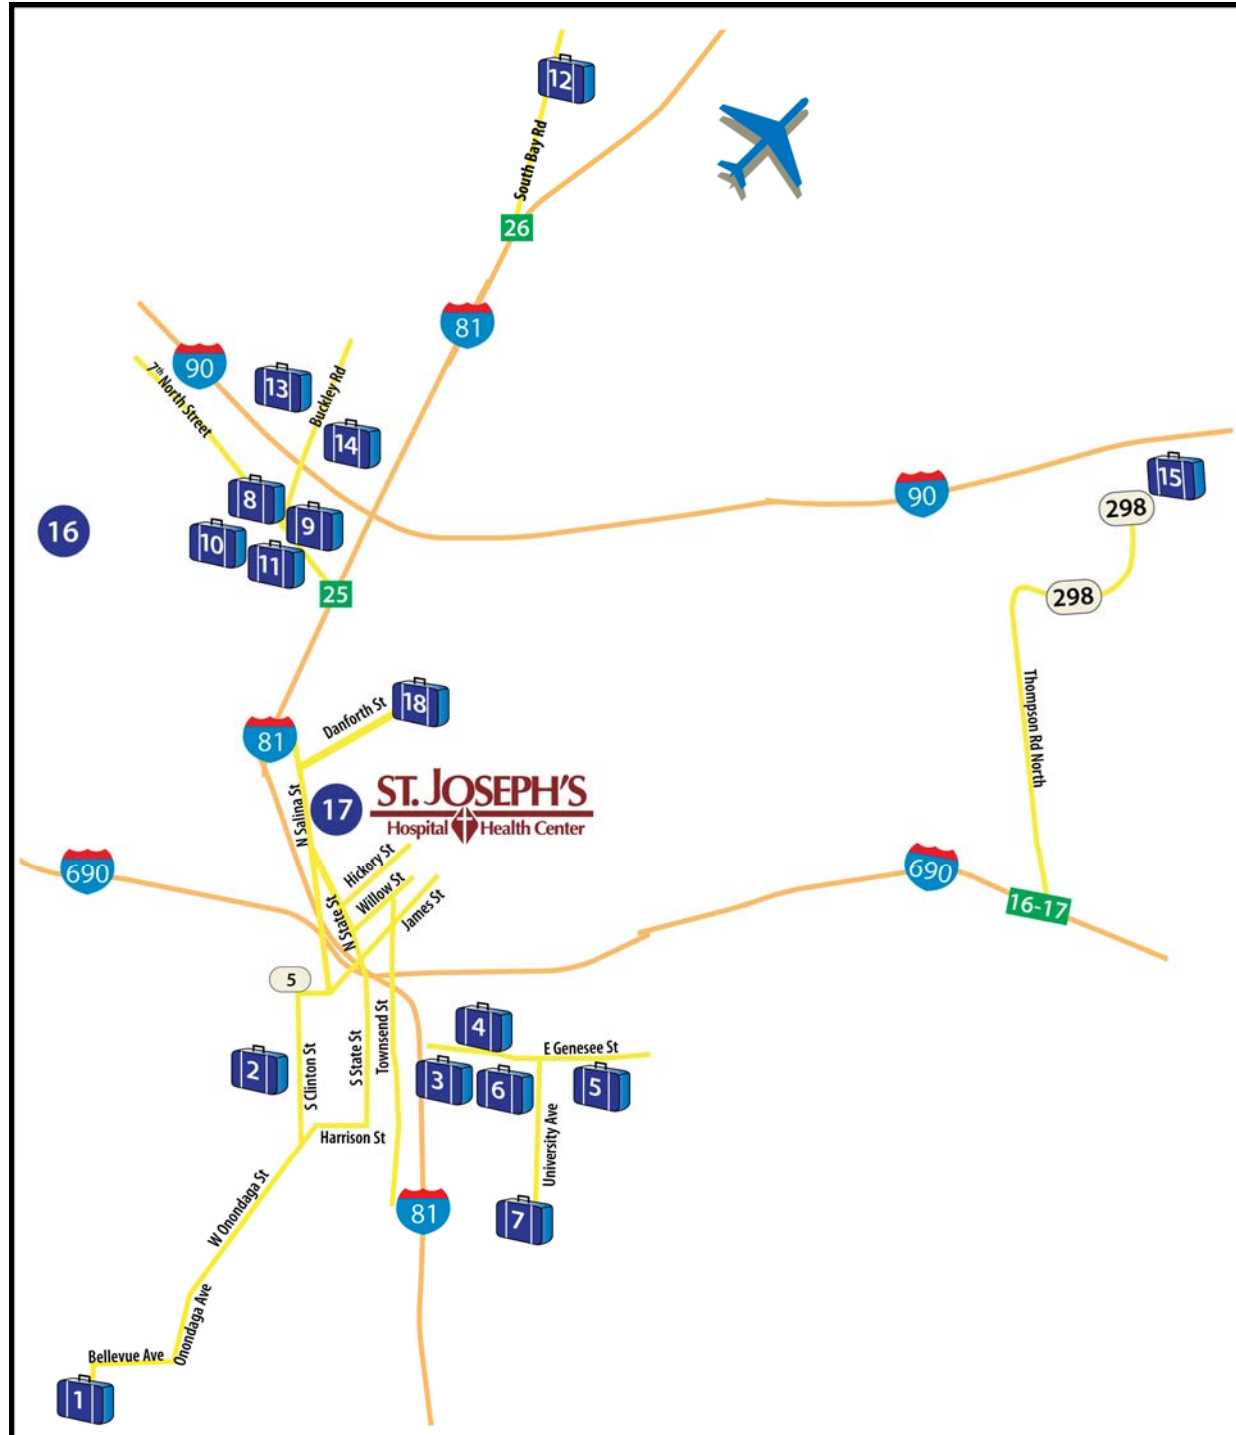 12
South Bay Rd
26
81
90
7th North Street
13
Buckley Rd
14
8
9
10
11
16
25
90
15
298
298
Thompson Rd North
18
Danforth St
81
N Salina St
17
ST. JOSEPH'S
Hospital Health Center
Hickory St
Willow St
James St
N State St
690
690
16-17
5
4
E Genesee St
Townsend St
S State St
S Clinton St
2
3
6
5
Harrison St
University Ave
W Onondaga St
81
7
Onondaga Ave
Bellevue Ave
1